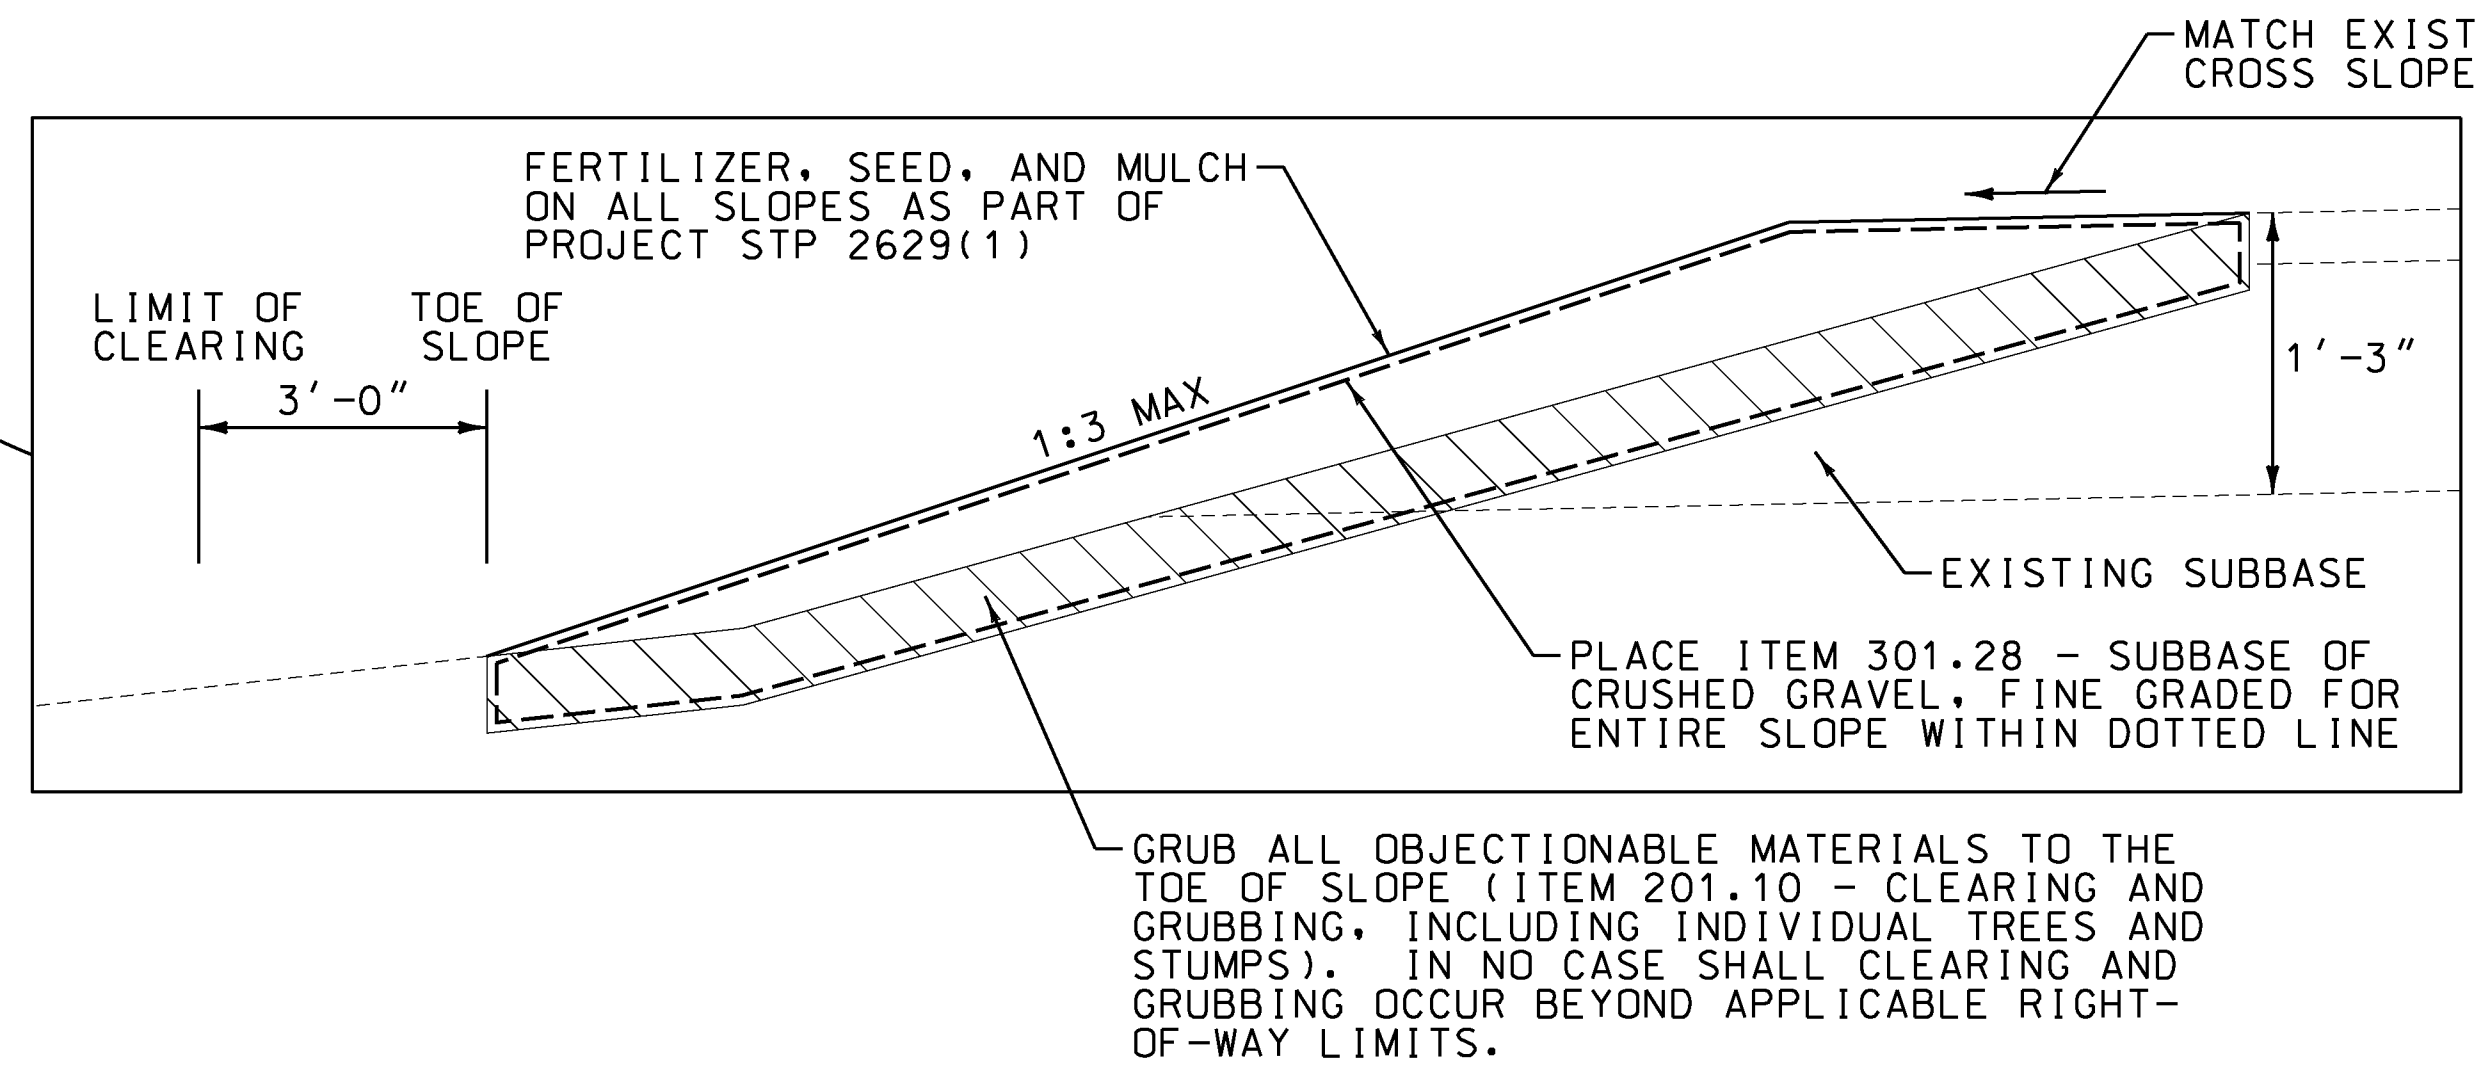 MATCH EXIST
CROSS SLOPE
FERTILIZER, SEED, AND MULCH
ON ALL SLOPES AS PART OF
PROJECT STP 2629(1)
LIMIT OF
CLEARING
TOE OF
SLOPE
3'-0"
1:3 MAX
1'-3"
EXISTING SUBBASE
PLACE ITEM 301.28 - SUBBASE OF
CRUSHED GRAVEL, FINE GRADED FOR
ENTIRE SLOPE WITHIN DOTTED LINE
GRUB ALL OBJECTIONABLE MATERIALS TO THE
TOE OF SLOPE (ITEM 201.10 - CLEARING AND
GRUBBING, INCLUDING INDIVIDUAL TREES AND
STUMPS). IN NO CASE SHALL CLEARING AND
GRUBBING OCCUR BEYOND APPLICABLE RIGHT-
OF-WAY LIMITS.